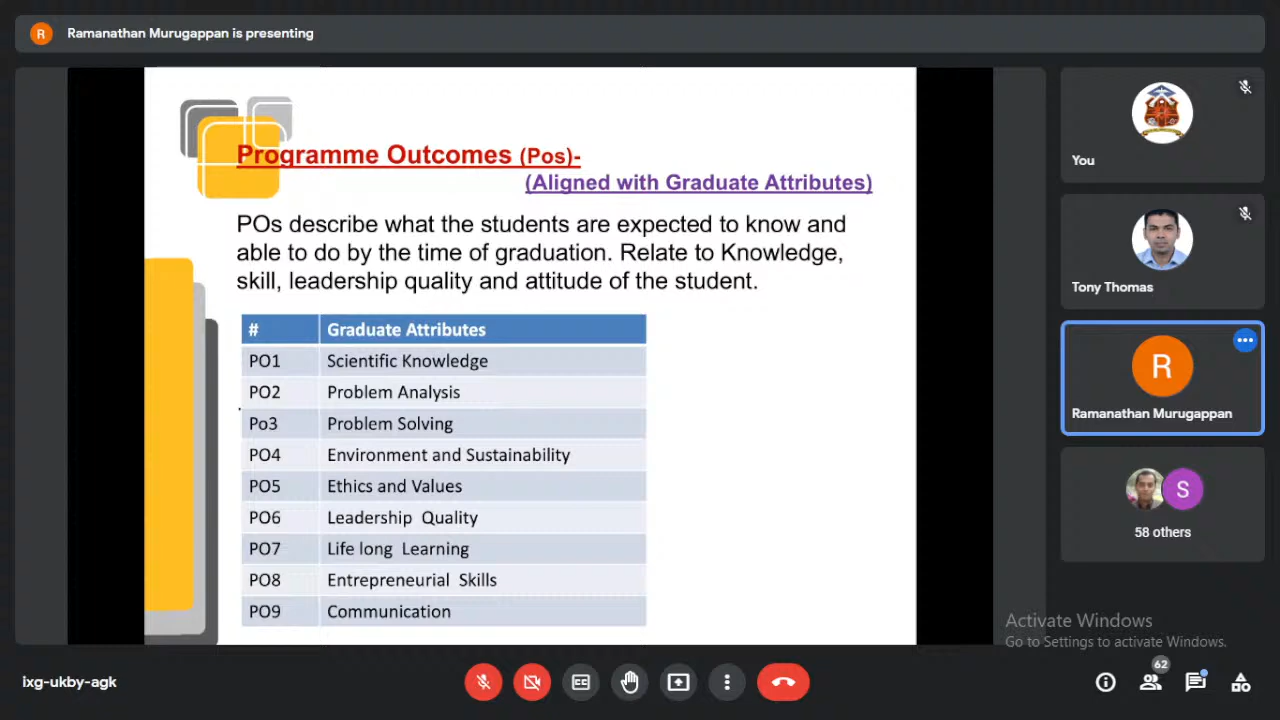 R
Ramanathan Murugappan is presenting
Programme Outcomes (Pos)-
(Aligned with Graduate Attributes)
POs describe what the students are expected to know and
able to do by the time of graduation. Relate to Knowledge,
skill, leadership quality and attitude of the student.
# Graduate Attributes
PO1 Scientific Knowledge
PO2 Problem Analysis
Po3 Problem Solving
PO4 Environment and Sustainability
PO5 Ethics and Values
PO6 Leadership Quality
PO7 Life long Learning
PO8 Entrepreneurial Skills
PO9 Communication
You
Tony Thomas
R
Ramanathan Murugappan
S
58 others
Activate Windows
Go to Settings to activate Windows.
ixg-ukby-agk
62